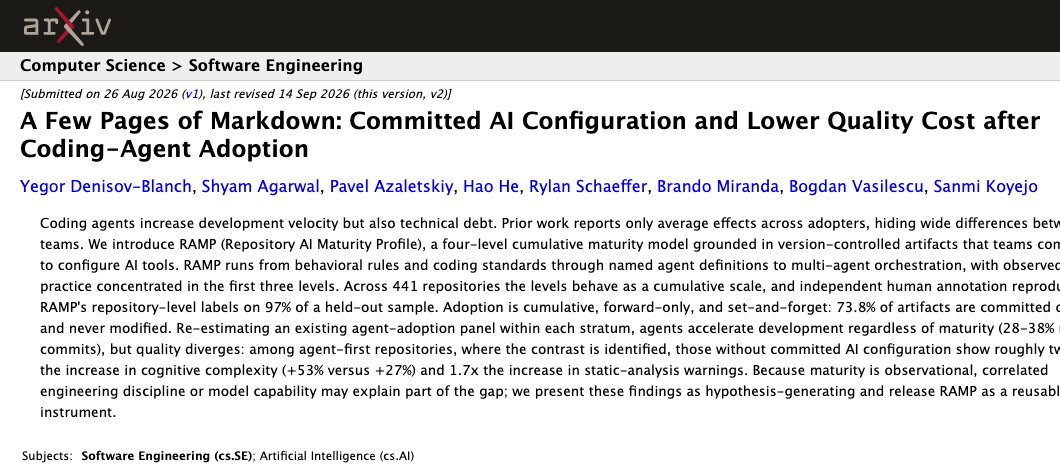 arXiv
Computer Science > Software Engineering
[Submitted on 26 Aug 2026 (v1), last revised 14 Sep 2026 (this version, v2)]
A Few Pages of Markdown: Committed AI Configuration and Lower Quality Cost after
Coding-Agent Adoption
Yegor Denisov-Blanch, Shyam Agarwal, Pavel Azaletskiy, Hao He, Rylan Schaeffer, Brando Miranda, Bogdan Vasilescu, Sanmi Koyejo
Coding agents increase development velocity but also technical debt. Prior work reports only average effects across adopters, hiding wide differences
teams. We introduce RAMP (Repository AI Maturity Profile), a four-level cumulative maturity model grounded in version-controlled artifacts that teams
to configure AI tools. RAMP runs from behavioral rules and coding standards through named agent definitions to multi-agent orchestration, with
practice concentrated in the first three levels. Across 441 repositories the levels behave as a cumulative scale, and independent human annotation
RAMP's repository-level labels on 97% of a held-out sample. Adoption is cumulative, forward-only, and set-and-forget: 73.8% of artifacts are committed
and never modified. Re-estimating an existing agent-adoption panel within each stratum, agents accelerate development regardless of maturity (28-38%
commits), but quality diverges: among agent-first repositories, where the contrast is identified, those without committed AI configuration show roughly
the increase in cognitive complexity (+53% versus +27%) and 1.7x the increase in static-analysis warnings. Because maturity is observational, correlated
engineering discipline or model capability may explain part of the gap; we present these findings as hypothesis-generating and release RAMP as a
instrument.
Subjects: Software Engineering (cs.SE); Artificial Intelligence (cs.AI)